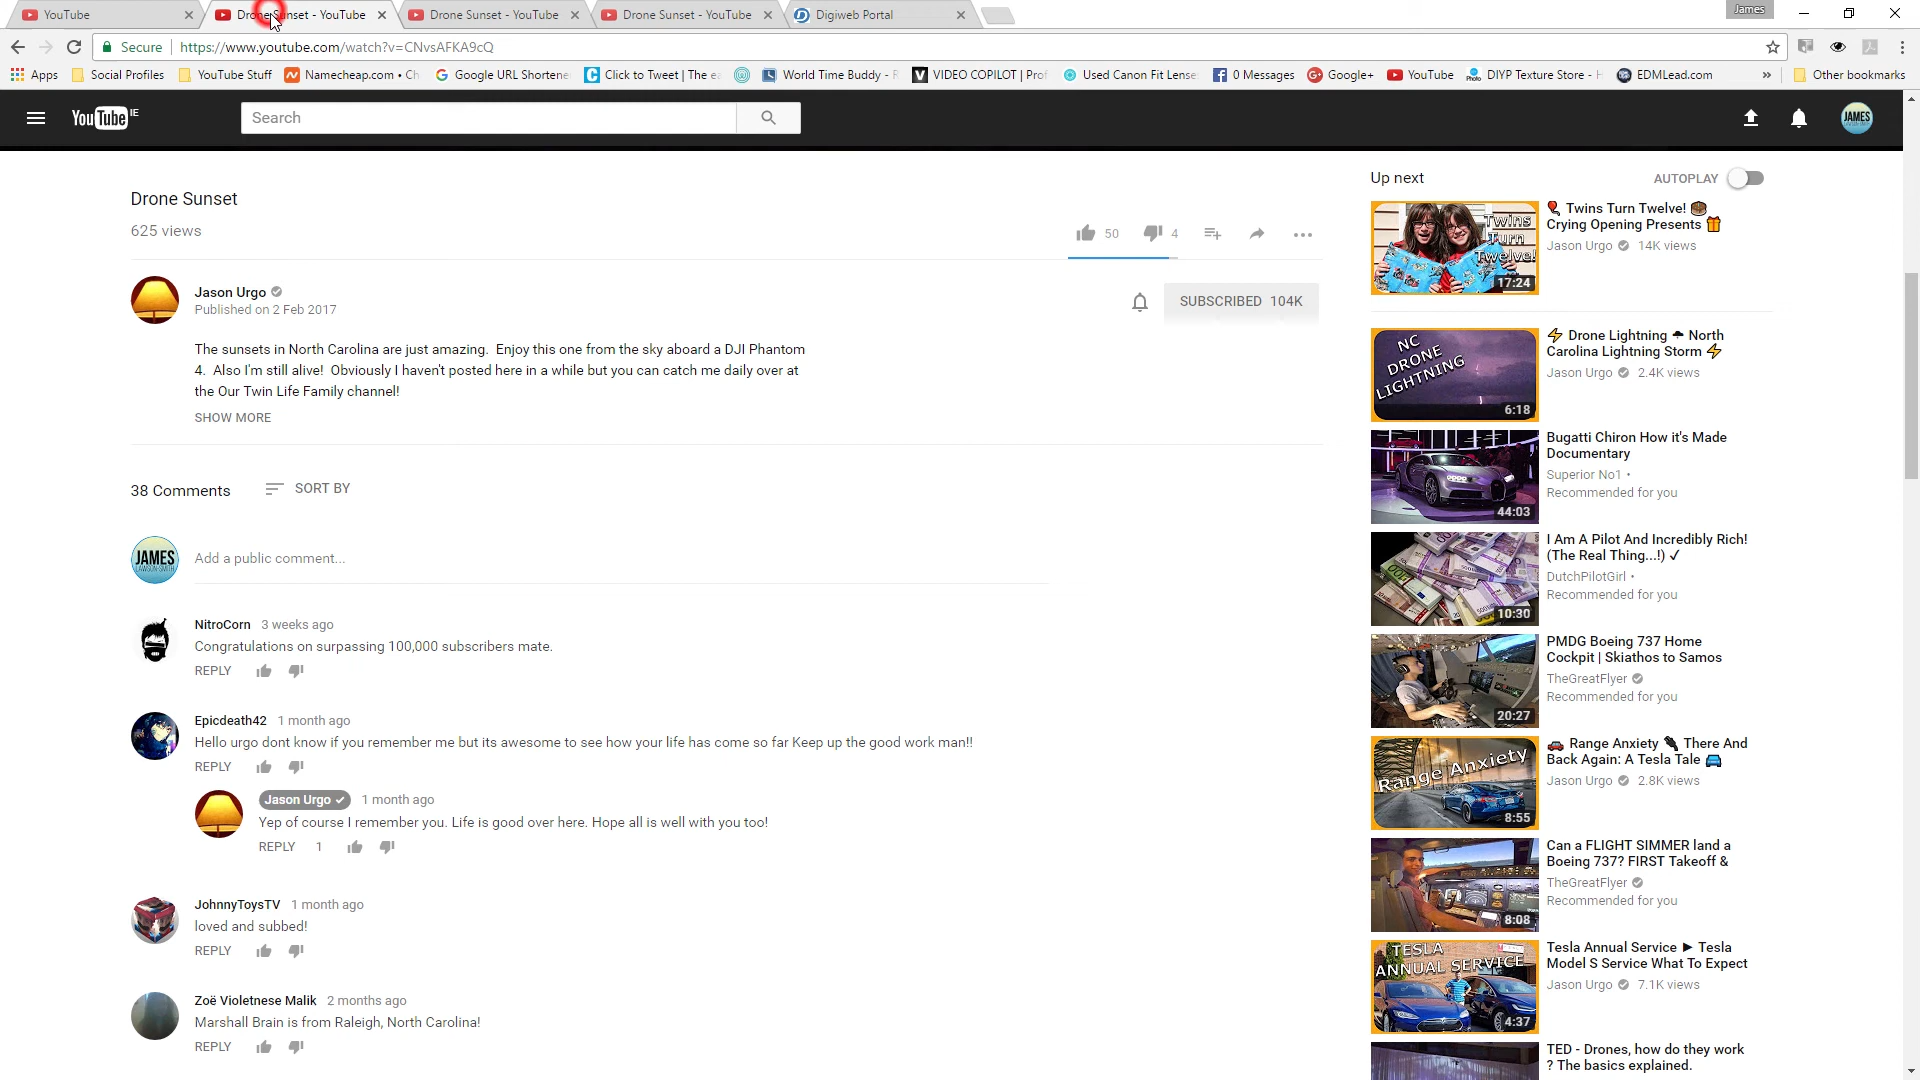 YouTube
Drone Sunset - YouTube
Drone Sunset - YouTube
Drone Sunset - YouTube
Digiweb Portal
James
Secure
https://www.youtube.com/watch?v=CNvsAFKA9cQ
Apps
Social Profiles
YouTube Stuff
Namecheap.com • Ch
Google URL Shortene
Click to Tweet | The ea
World Time Buddy - R
VIDEO COPILOT | Prof
Used Canon Fit Lense
0 Messages
Google+
YouTube
DIYP Texture Store - H
EDMLead.com
»
Other bookmarks
YouTube IE
Search
JAMES
Drone Sunset
625 views
50
4
Jason Urgo
Published on 2 Feb 2017
SUBSCRIBED 104K
The sunsets in North Carolina are just amazing. Enjoy this one from the sky aboard a DJI Phantom
4. Also I'm still alive! Obviously I haven't posted here in a while but you can catch me daily over at
the Our Twin Life Family channel!
SHOW MORE
38 Comments
SORT BY
JAMES
LAWSON-SMITH
Add a public comment...
NitroCorn 3 weeks ago
Congratulations on surpassing 100,000 subscribers mate.
REPLY
Epicdeath42 1 month ago
Hello urgo dont know if you remember me but its awesome to see how your life has come so far Keep up the good work man!!
REPLY
Jason Urgo 1 month ago
Yep of course I remember you. Life is good over here. Hope all is well with you too!
REPLY 1
JohnnyToysTV 1 month ago
loved and subbed!
REPLY
Zoë Violetnese Malik 2 months ago
Marshall Brain is from Raleigh, North Carolina!
REPLY
Up next
AUTOPLAY
Twins
Turn
Twelve!
17:24
Twins Turn Twelve!
Crying Opening Presents
Jason Urgo 14K views
NC
DRONE
LIGHTNING
6:18
Drone Lightning North
Carolina Lightning Storm
Jason Urgo 2.4K views
44:03
Bugatti Chiron How it's Made
Documentary
Superior No1 •
Recommended for you
10:30
I Am A Pilot And Incredibly Rich!
(The Real Thing...!) ✓
DutchPilotGirl •
Recommended for you
20:27
PMDG Boeing 737 Home
Cockpit | Skiathos to Samos
TheGreatFlyer
Recommended for you
Range Anxiety
8:55
Range Anxiety There And
Back Again: A Tesla Tale
Jason Urgo 2.8K views
8:08
Can a FLIGHT SIMMER land a
Boeing 737? FIRST Takeoff &
TheGreatFlyer
Recommended for you
TESLA
ANNUAL SERVICE
4:37
Tesla Annual Service ► Tesla
Model S Service What To Expect
Jason Urgo 7.1K views
TED - Drones, how do they work
? The basics explained.